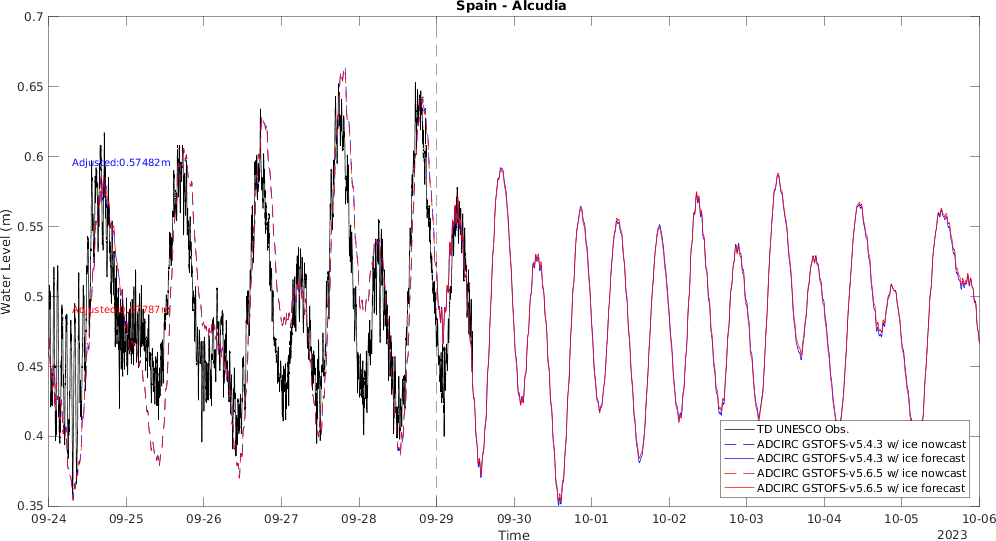 Spain - Alcudia
0.7
0.65
0.6
0.55
0.5
0.45
0.4
0.35
Water Level (m)
Adjusted:0.57482m
09-24
09-25
09-26
09-27
09-28
09-29
09-30
10-01
10-02
10-03
10-04
10-05
10-06
Time
2023
TD UNESCO Obs.
ADCIRC GSTOFS-v5.4.3 w/ ice nowcast
ADCIRC GSTOFS-v5.4.3 w/ ice forecast
ADCIRC GSTOFS-v5.6.5 w/ ice nowcast
ADCIRC GSTOFS-v5.6.5 w/ ice forecast